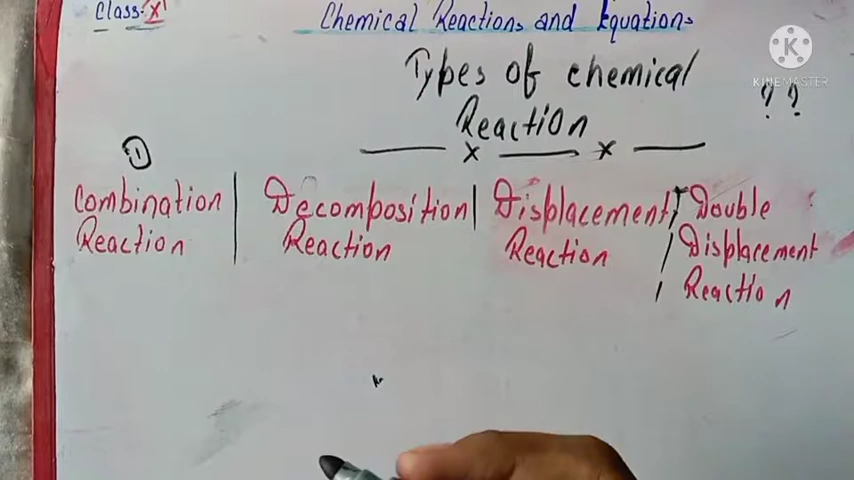 Class-X
Chemical Reactions and Equations
Types of chemical
Reaction
??
KINEMASTER
①
Combination
Reaction
Decomposition
Reaction
Displacement
Reaction
Double
Displacement
Reaction